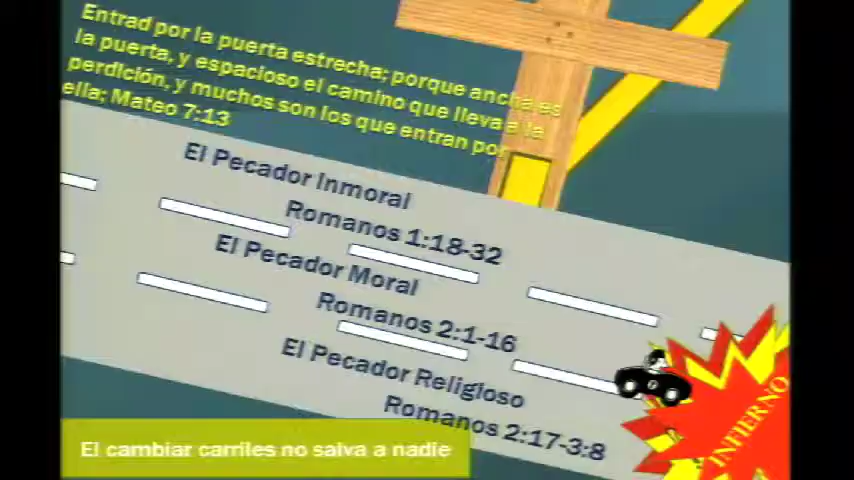 Entrad por la puerta estrecha; porque ancha es
la puerta, y espacioso el camino que lleva a la
perdición, y muchos son los que entran por
ella; Mateo 7:13
El Pecador Inmoral
Romanos 1:18-32
El Pecador Moral
Romanos 2:1-16
El Pecador Religioso
Romanos 2:17-3:8
INFIERNO
El cambiar carriles no salva a nadie